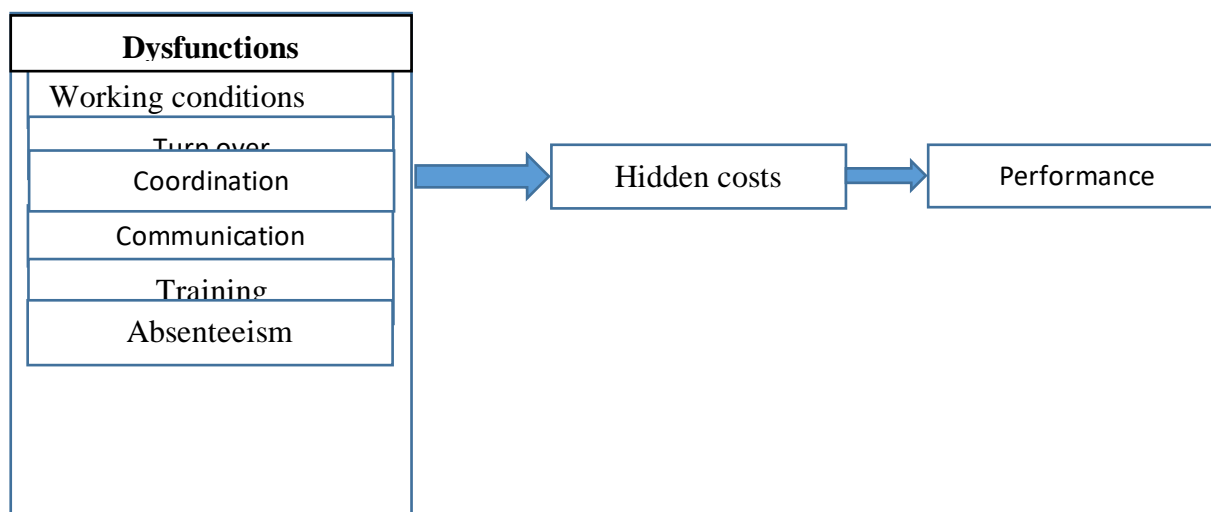 Dysfunctions
Working conditions
Turn over
Coordination
Communication
Training
Absenteeism
Hidden costs
Performance